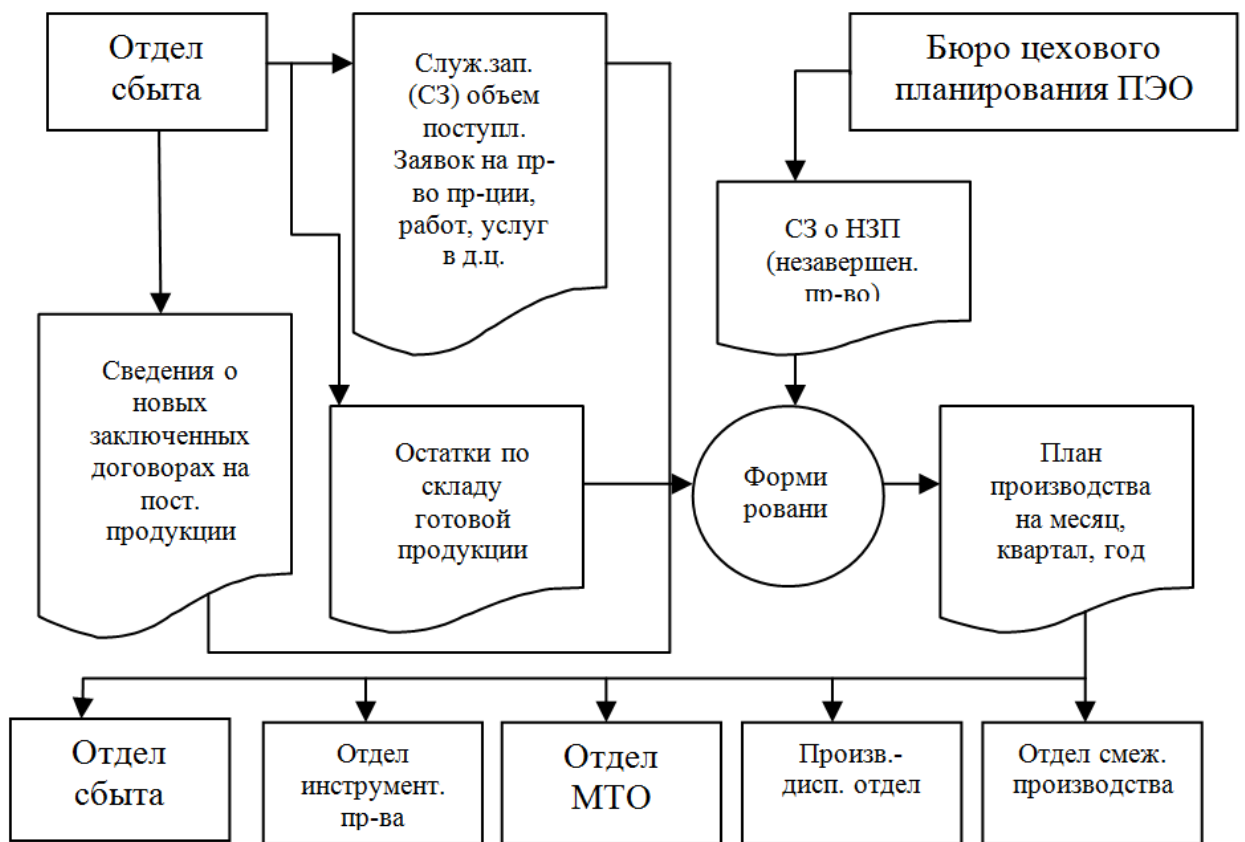 Отдел
сбыта
Служ.зап.
(СЗ) объем
поступл.
Заявок на пр-
во пр-ции,
работ, услуг
в д.ц.
Бюро цехового
планирования ПЭО
СЗ о НЗП
(незавершен.
пр-во)
Сведения о
новых
заключенных
договорах на
пост.
продукции
Остатки по
складу
готовой
продукции
Форми
ровани
План
производства
на месяц,
квартал, год
Отдел
сбыта
Отдел
инструмент.
пр-ва
Отдел
МТО
Произв.-
дисп. отдел
Отдел смеж.
производства